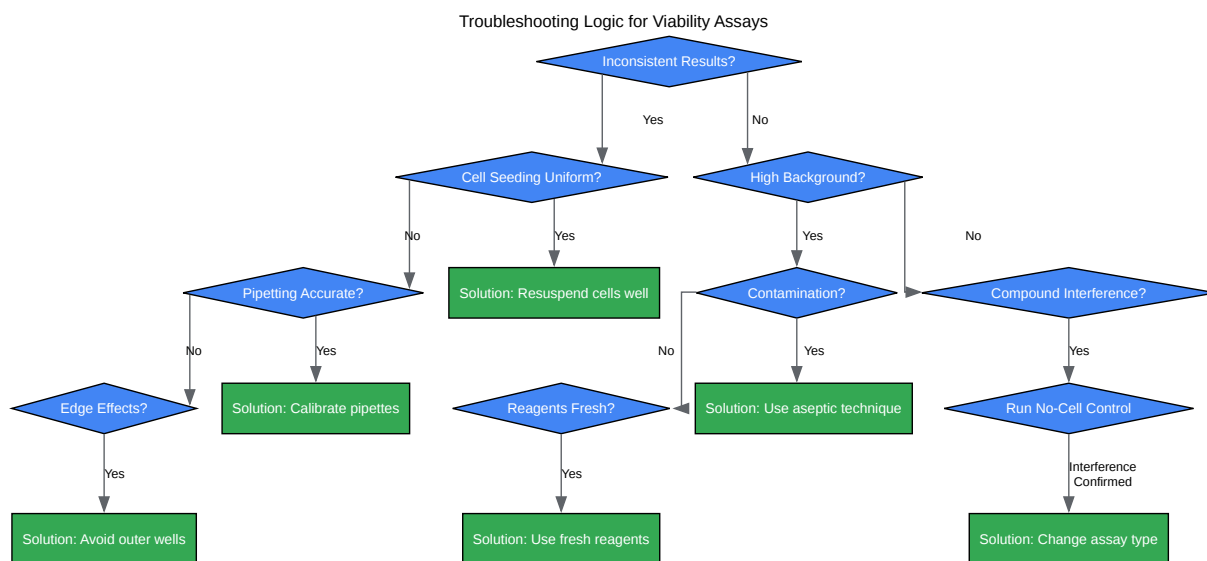 Troubleshooting Logic for Viability Assays
Inconsistent Results?
Yes
No
Cell Seeding Uniform?
High Background?
No
Yes
Yes
No
Pipetting Accurate?
Solution: Resuspend cells well
Contamination?
Compound Interference?
No
Yes
No
Yes
Yes
Edge Effects?
Solution: Calibrate pipettes
Reagents Fresh?
Solution: Use aseptic technique
Run No-Cell Control
Yes
Yes
Interference
Confirmed
Solution: Avoid outer wells
Solution: Use fresh reagents
Solution: Change assay type